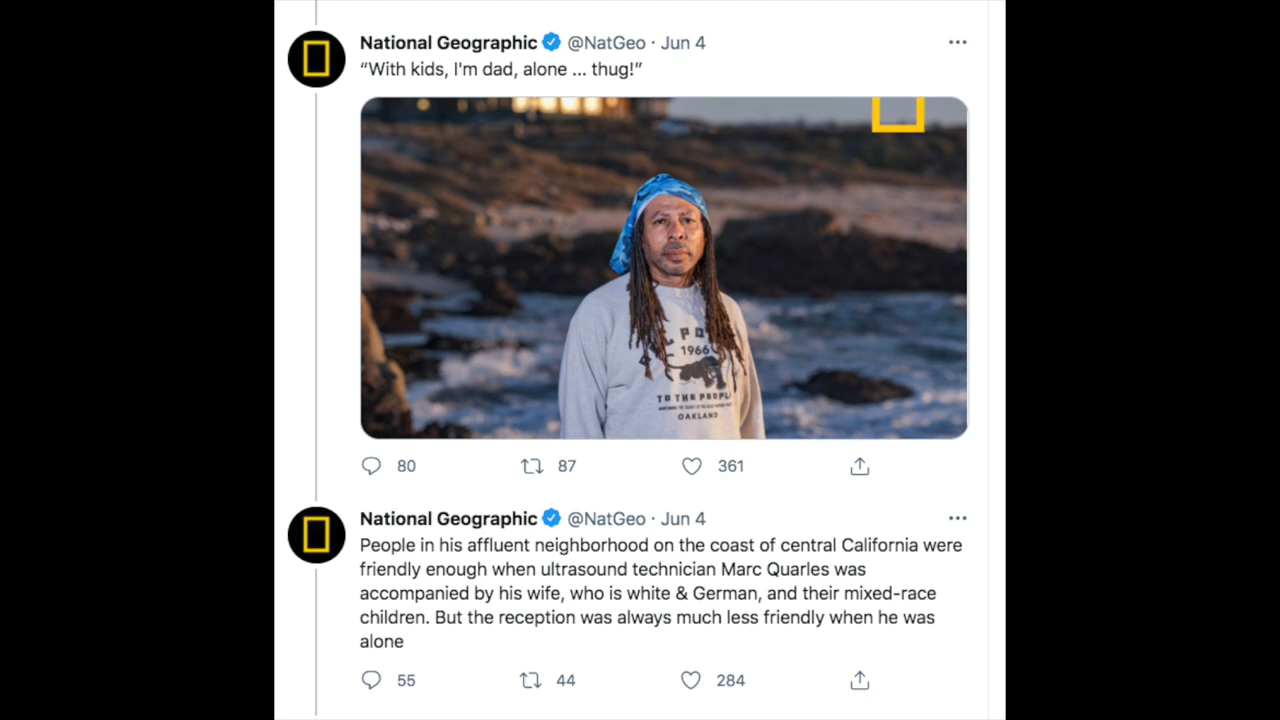 National Geographic @NatGeo · Jun 4
“With kids, I'm dad, alone ... thug!”
1966
TO THE PEOPLE
OAKLAND
80 87 361
National Geographic @NatGeo · Jun 4
People in his affluent neighborhood on the coast of central California were
friendly enough when ultrasound technician Marc Quarles was
accompanied by his wife, who is white & German, and their mixed-race
children. But the reception was always much less friendly when he was
alone
55 44 284